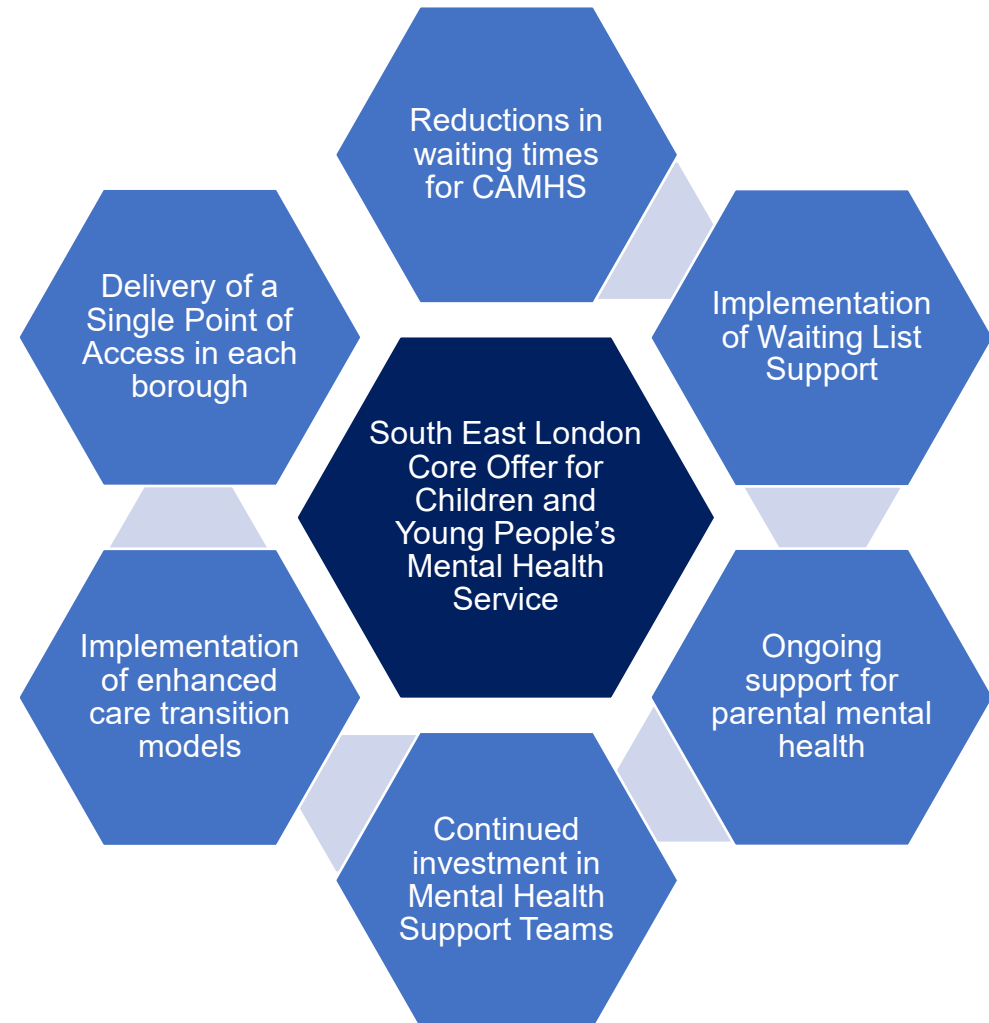 Reductions in
waiting times
for CAMHS
Implementation
of Waiting List
Support
Ongoing
support for
parental mental
health
Continued
investment in
Mental Health
Support Teams
Implementation
of enhanced
care transition
models
Delivery of a
Single Point of
Access in each
borough
South East London
Core Offer for
Children and
Young People’s
Mental Health
Service